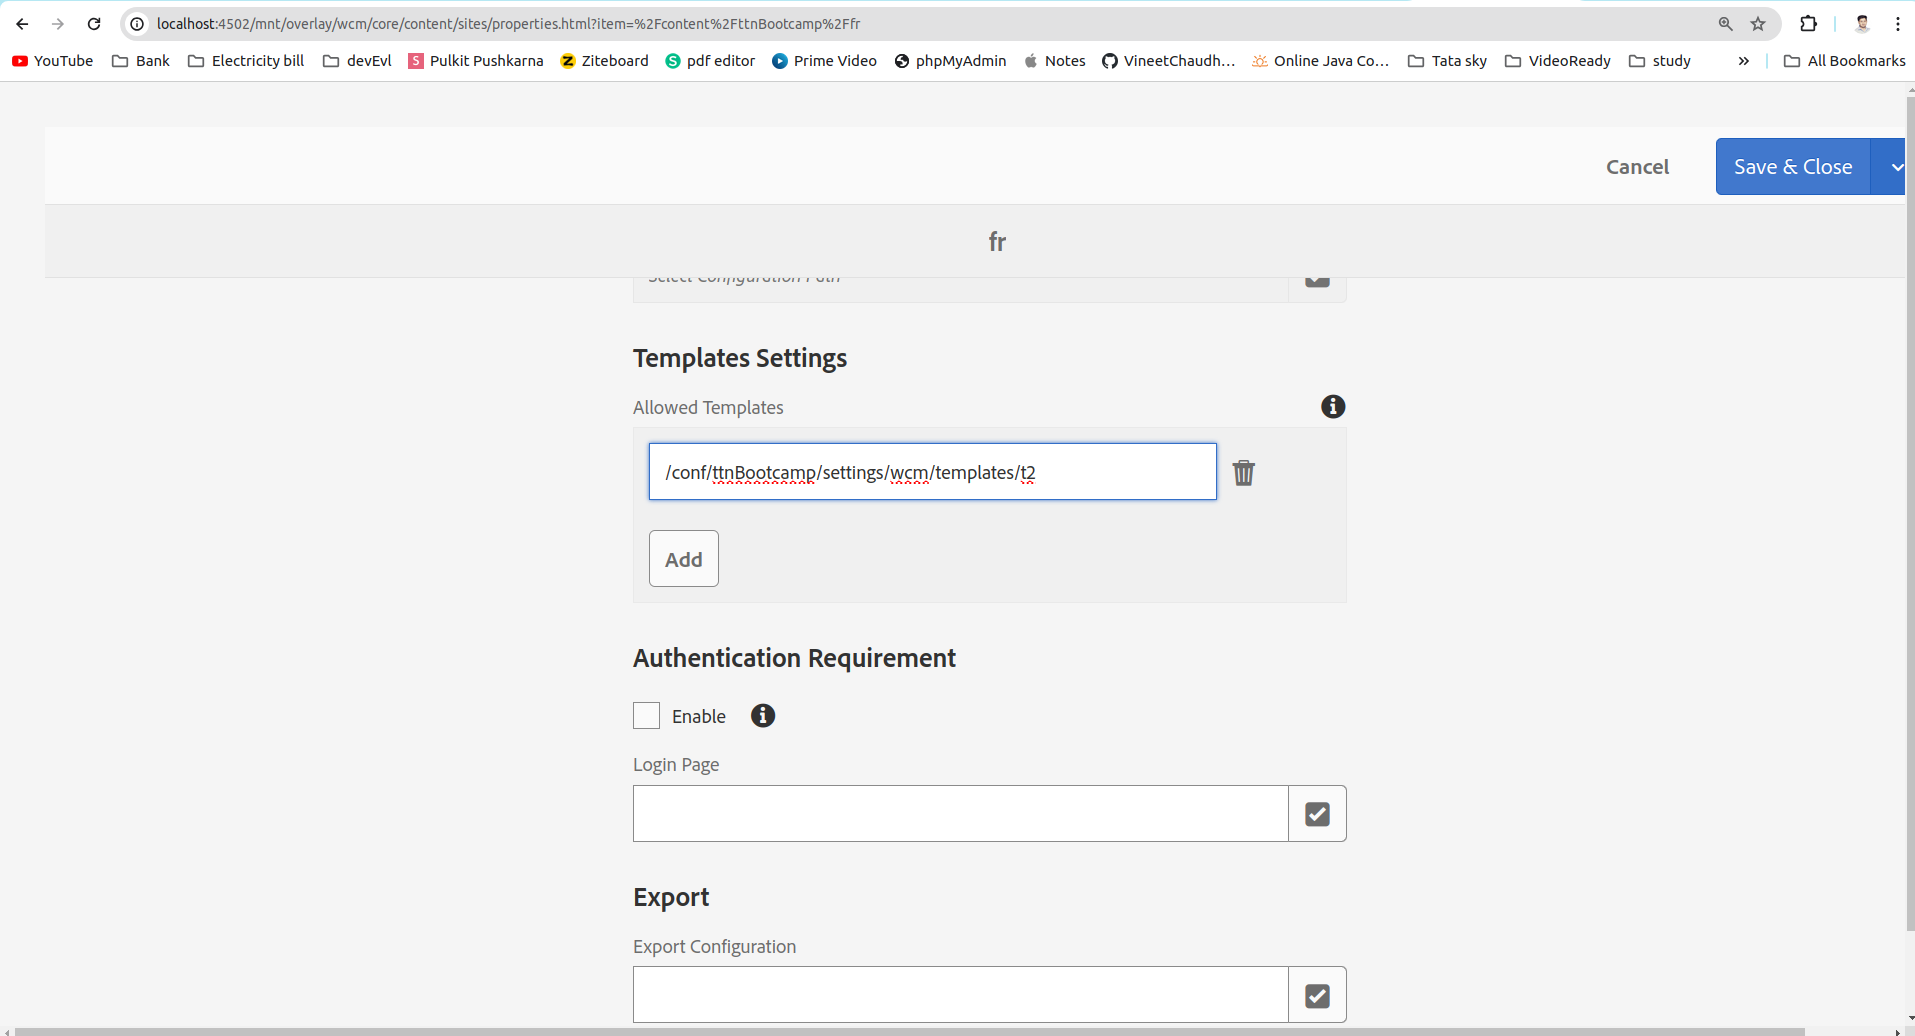 localhost:4502/mnt/overlay/wcm/core/content/sites/properties.html?item=%2Fcontent%2FttnBootcamp%2Ffr
YouTube Bank Electricity bill devEvl S Pulkit Pushkarna Z Ziteboard S pdf editor Prime Video phpMyAdmin Notes VineetChaudh... Online Java Co... Tata sky VideoReady study » All Bookmarks
Cancel Save & Close
fr
Select Configuration Path
Templates Settings
Allowed Templates
/conf/ttnBootcamp/settings/wcm/templates/t2
Add
Authentication Requirement
Enable
Login Page
Export
Export Configuration